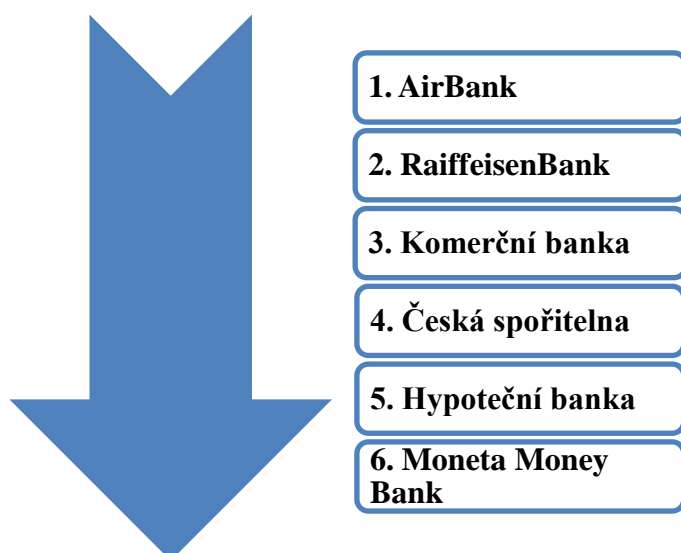 1. AirBank
2. RaiffeisenBank
3. Komerční banka
4. Česká spořitelna
5. Hypoteční banka
6. Moneta Money
Bank